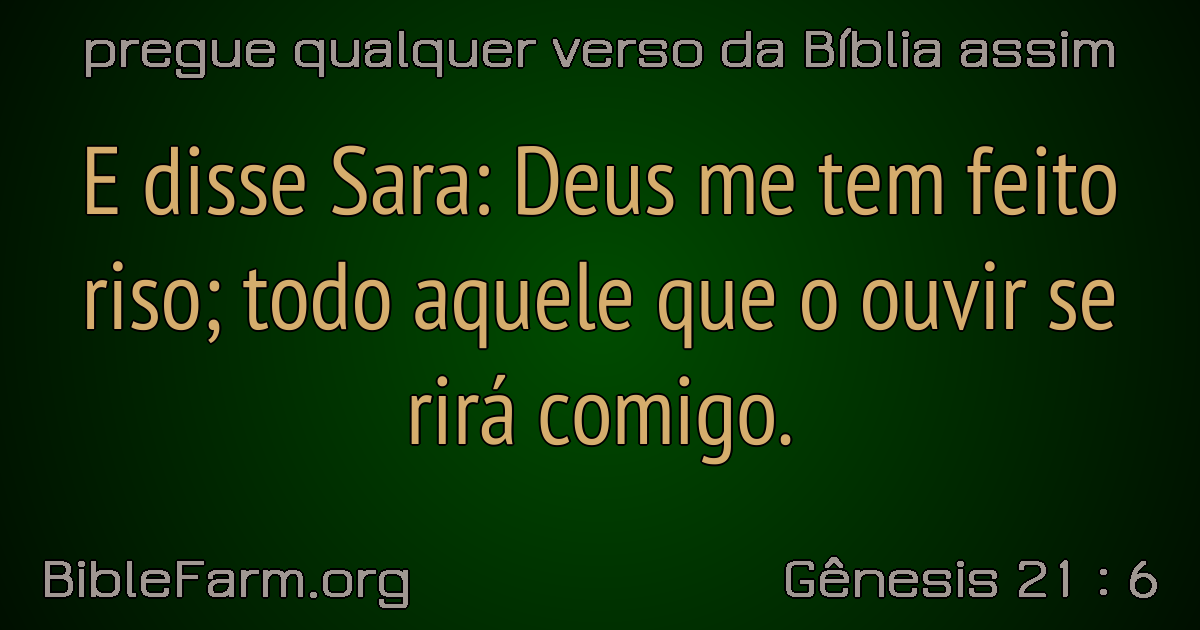 pregue qualquer verso da Bíblia assim
E disse Sara: Deus me tem feito
riso; todo aquele que o ouvir se
rirá comigo.
BibleFarm.org
Gênesis 21 : 6